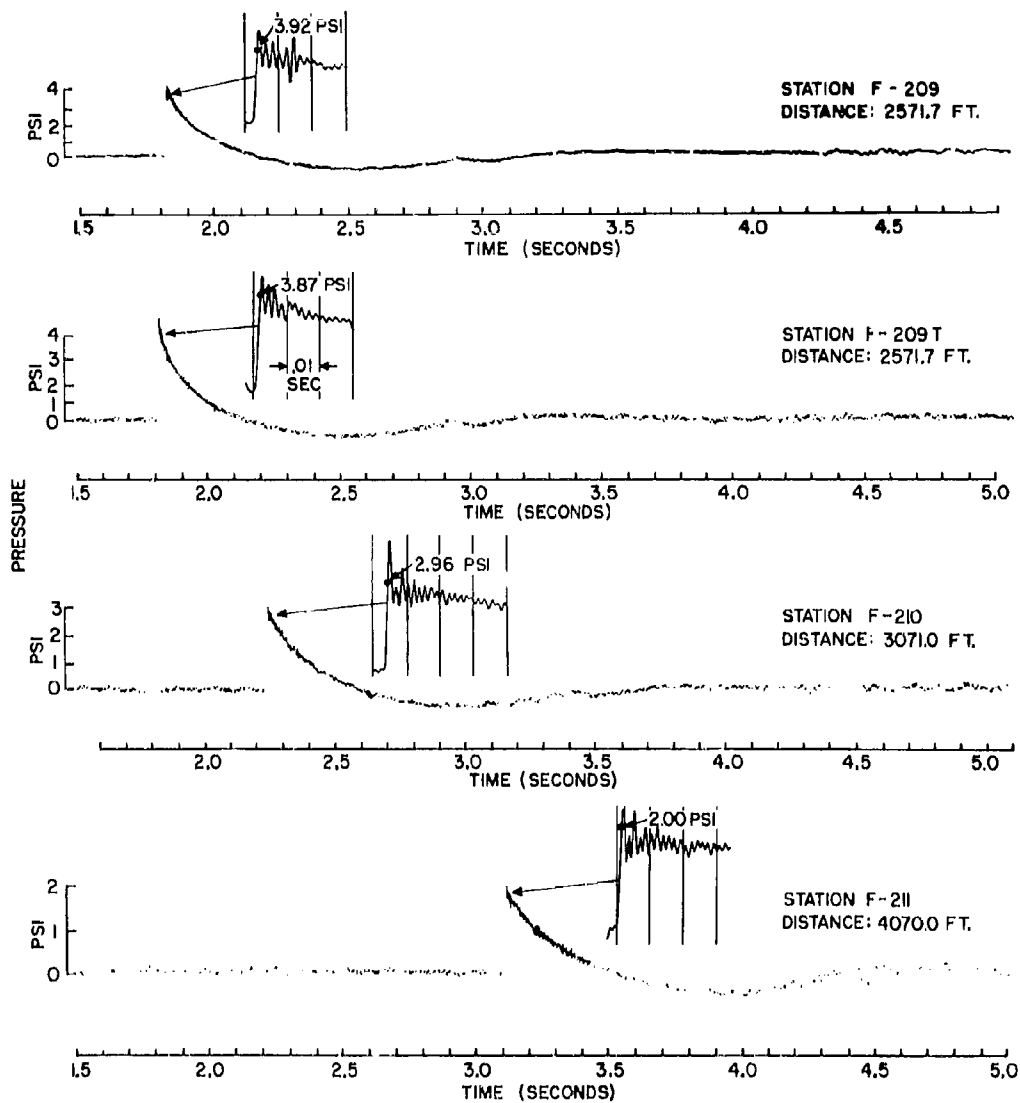 3.92 PSI
STATION F-209
DISTANCE: 2571.7 FT.
4
2
0
PSI
1.5 2.0 2.5 3.0 3.5 4.0 4.5
TIME (SECONDS)
3.87 PSI
.01
SEC
STATION F-209T
DISTANCE: 2571.7 FT.
4
3
2
1
0
PSI
1.5 2.0 2.5 3.0 3.5 4.0 4.5 5.0
TIME (SECONDS)
PRESSURE
2.96 PSI
STATION F-210
DISTANCE: 3071.0 FT.
3
2
1
0
PSI
2.0 2.5 3.0 3.5 4.0 4.5 5.0
TIME (SECONDS)
2.00 PSI
STATION F-211
DISTANCE: 4070.0 FT.
2
1
0
PSI
1.5 2.0 2.5 3.0 3.5 4.0 4.5 5.0
TIME (SECONDS)